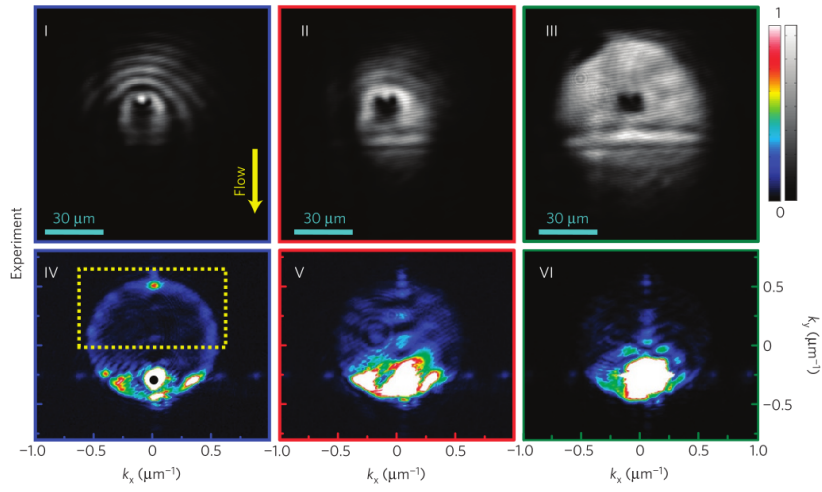 I
II
III
1
0
Flow
30 µm
30 µm
30 µm
Experiment
IV
V
VI
0.5
0
−0.5
k_y (µm⁻¹)
−1.0 −0.5 0 0.5 −1.0 −0.5 0 0.5 −1.0 −0.5 0 0.5 1.0
k_x (µm⁻¹)
k_x (µm⁻¹)
k_x (µm⁻¹)